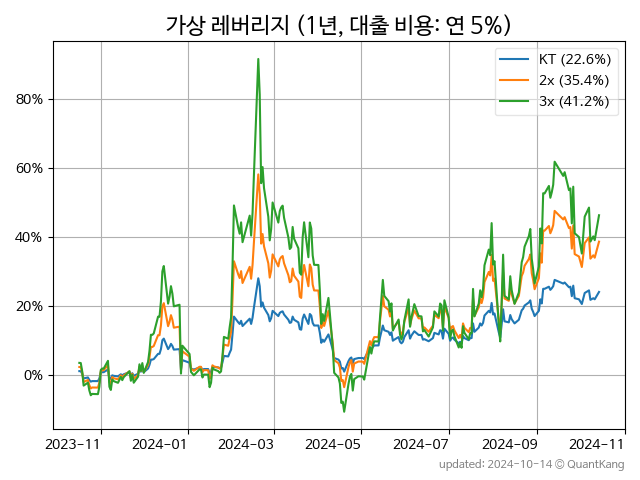 가상 레버리지 (1년, 대출 비용: 연 5%)
KT (22.6%)
2x (35.4%)
3x (41.2%)
80%
60%
40%
20%
0%
2023-11 2024-01 2024-03 2024-05 2024-07 2024-09 2024-11
updated: 2024-10-14 © QuantKang